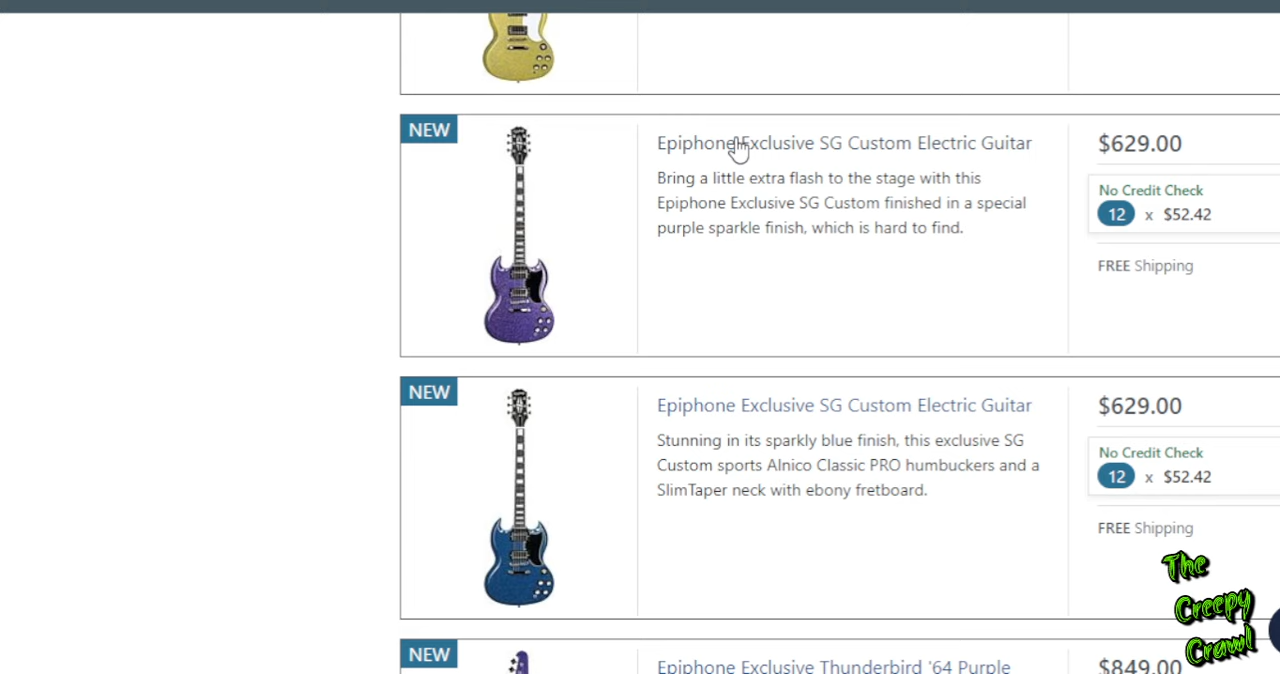 NEW
Epiphone Exclusive SG Custom Electric Guitar
Bring a little extra flash to the stage with this
Epiphone Exclusive SG Custom finished in a special
purple sparkle finish, which is hard to find.
$629.00
No Credit Check
12 x $52.42
FREE Shipping
NEW
Epiphone Exclusive SG Custom Electric Guitar
Stunning in its sparkly blue finish, this exclusive SG
Custom sports Alnico Classic PRO humbuckers and a
SlimTaper neck with ebony fretboard.
$629.00
No Credit Check
12 x $52.42
FREE Shipping
NEW
Epiphone Exclusive Thunderbird '64 Purple
$849.00
The
Creepy
Crawl